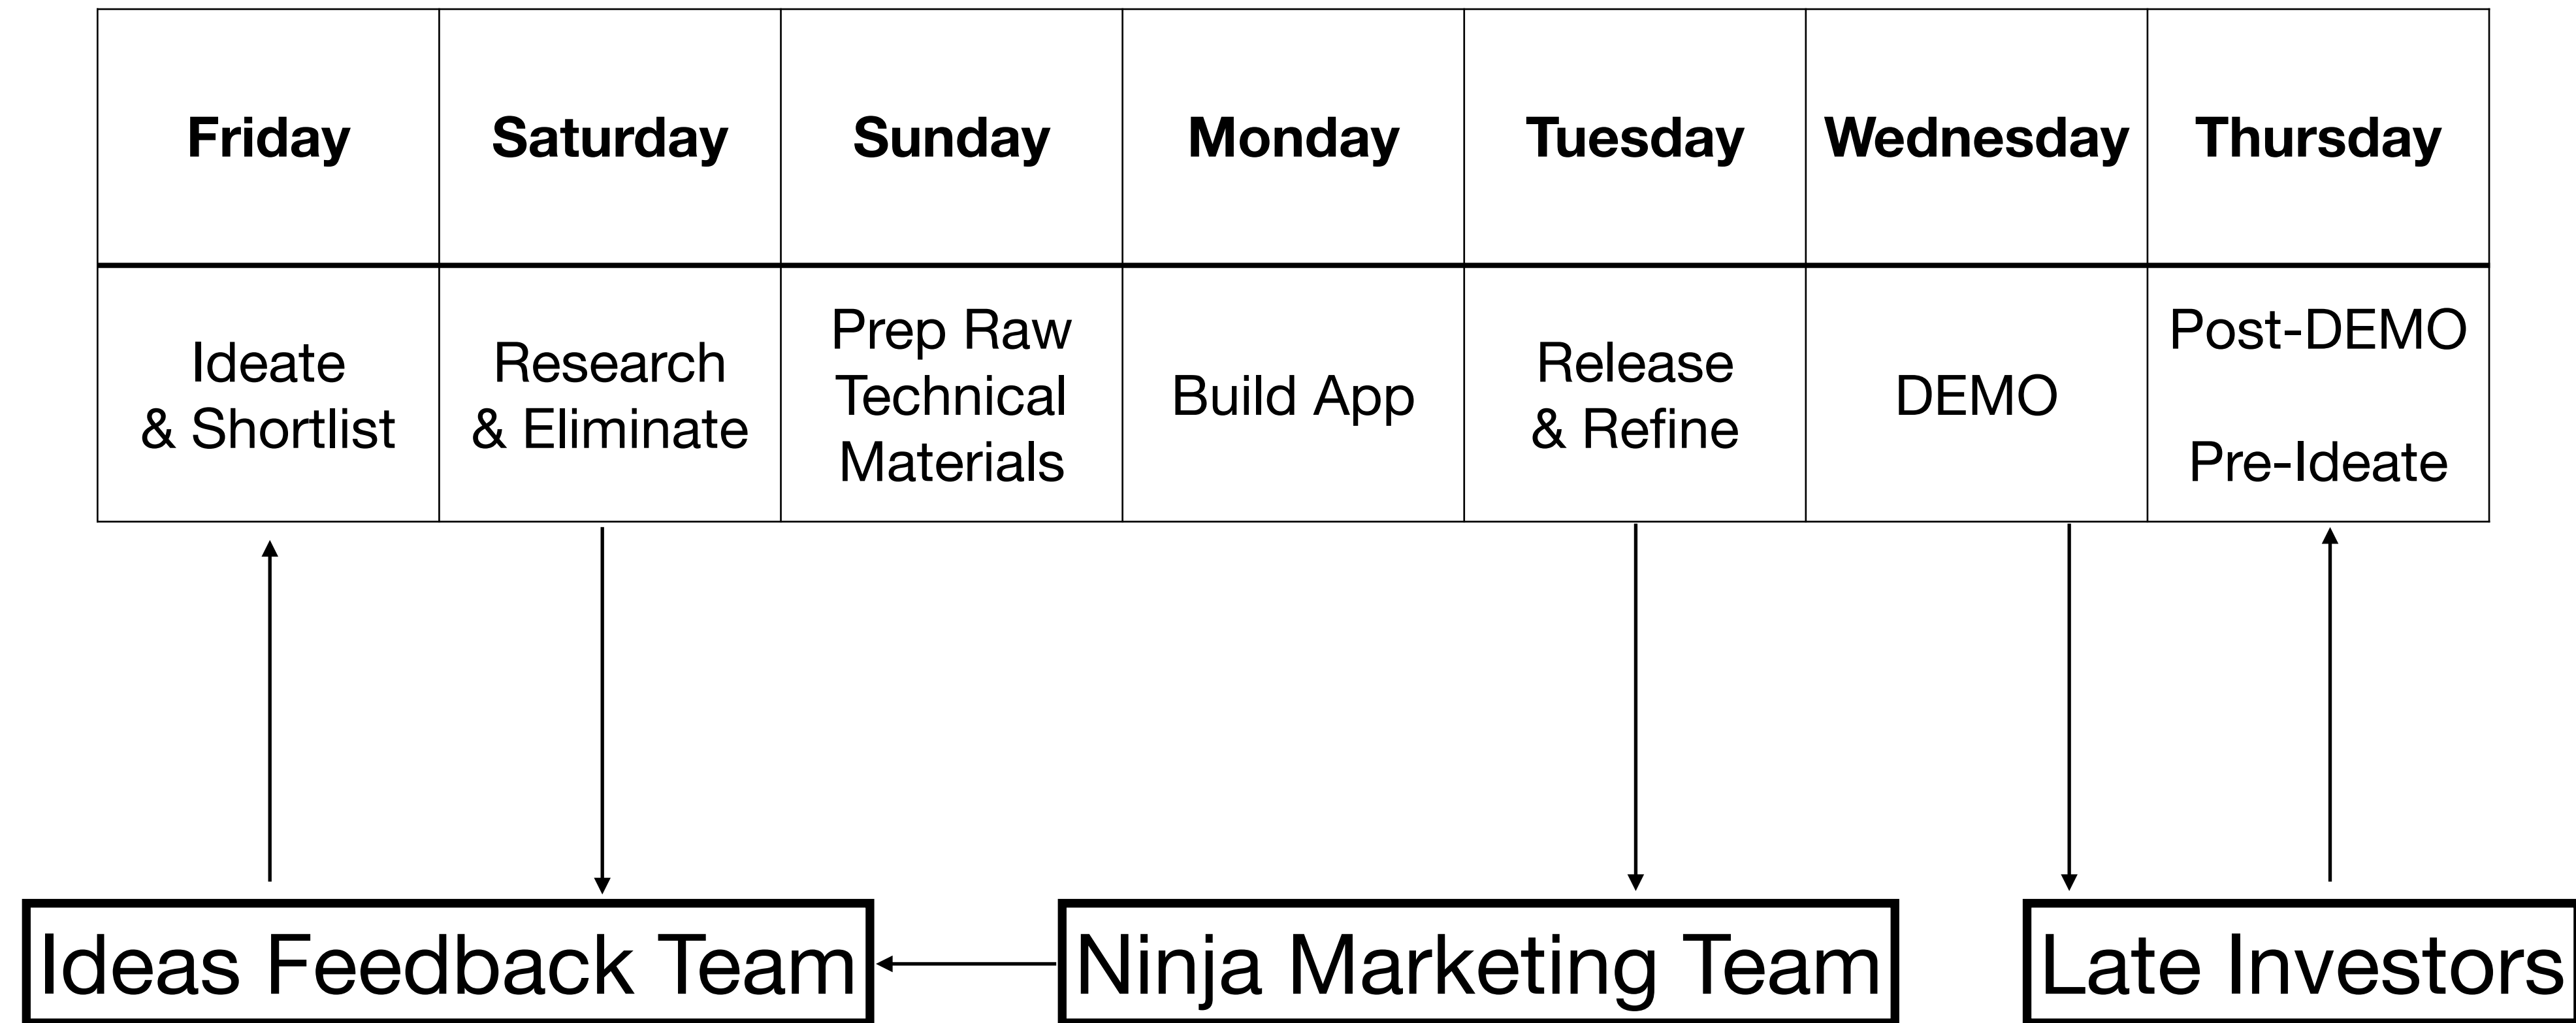 Friday
Saturday
Sunday
Monday
Tuesday
Wednesday
Thursday
Ideate
& Shortlist
Research
& Eliminate
Prep Raw
Technical
Materials
Build App
Release
& Refine
DEMO
Post-DEMO
Pre-Ideate
Ideas Feedback Team
Ninja Marketing Team
Late Investors